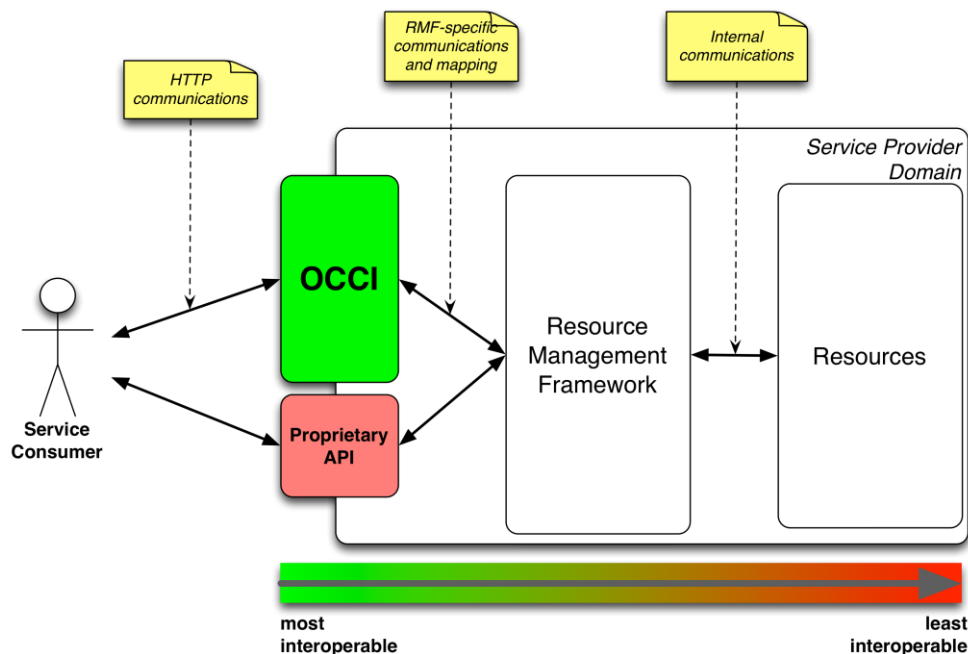 HTTP
communications
RMF-specific
communications
and mapping
Internal
communications
Service Provider
Domain
OCCI
Proprietary
API
Resource
Management
Framework
Resources
Service
Consumer
most
interoperable
least
interoperable